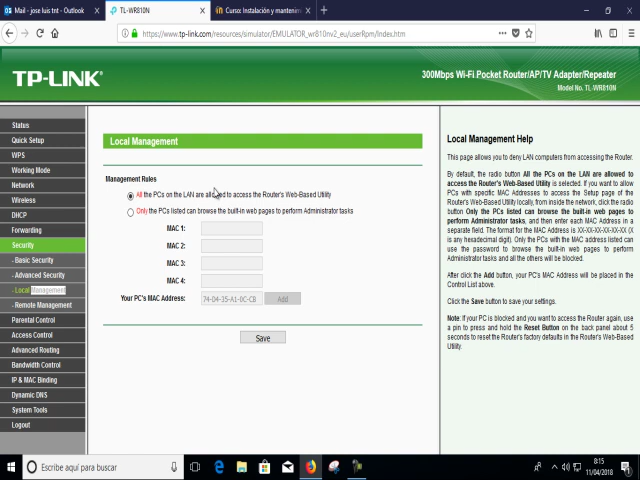 Mail - jose luis tnt - Outlook
TL-WR810N
Curso: Instalación y mantenim
https://www.tp-link.com/resources/simulator/EMULATOR_wr810nv2_eu/userRpm/Index.htm
TP-LINK®
300Mbps Wi-Fi Pocket Router/AP/TV Adapter/Repeater
Model No. TL-WR810N
Status
Quick Setup
WPS
Working Mode
Network
Wireless
DHCP
Forwarding
Security
- Basic Security
- Advanced Security
- Local Management
- Remote Management
Parental Control
Access Control
Advanced Routing
Bandwidth Control
IP & MAC Binding
Dynamic DNS
System Tools
Logout
Local Management
Management Rules
All the PCs on the LAN are allowed to access the Router's Web-Based Utility
Only the PCs listed can browse the built-in web pages to perform Administrator tasks
MAC 1:
MAC 2:
MAC 3:
MAC 4:
Your PC's MAC Address:
74-D4-35-A1-0C-CB
Add
Save
Local Management Help
This page allows you to deny LAN computers from accessing the Router.
By default, the radio button All the PCs on the LAN are allowed to
access the Router's Web-Based Utility is selected. If you want to allow
PCs with specific MAC Addresses to access the Setup page of the
Router's Web-Based Utility locally, from inside the network, click the radio
button Only the PCs listed can browse the built-in web pages to
perform Administrator tasks, and then enter each MAC Address in a
separate field. The format for the MAC Address is XX-XX-XX-XX-XX-XX (X
is any hexadecimal digit). Only the PCs with the MAC address listed can
use the password to browse the built-in web pages to perform
Administrator tasks and all the others will be blocked.
After click the Add button, your PC's MAC Address will be placed in the
Control List above.
Click the Save button to save your settings.
Note: If your PC is blocked and you want to access the Router again, use
a pin to press and hold the Reset Button on the back panel about 5
seconds to reset the Router's factory defaults in the Router's Web-Based
Utility.
Escribe aquí para buscar
8:15
11/04/2018